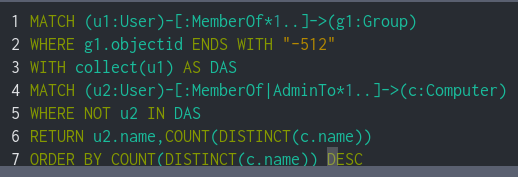 1 MATCH (u1:User)-[:MemberOf*1..]->(g1:Group)
2 WHERE g1.objectid ENDS WITH "-512"
3 WITH collect(u1) AS DAS
4 MATCH (u2:User)-[:MemberOf|AdminTo*1..]->(c:Computer)
5 WHERE NOT u2 IN DAS
6 RETURN u2.name,COUNT(DISTINCT(c.name))
7 ORDER BY COUNT(DISTINCT(c.name)) DESC